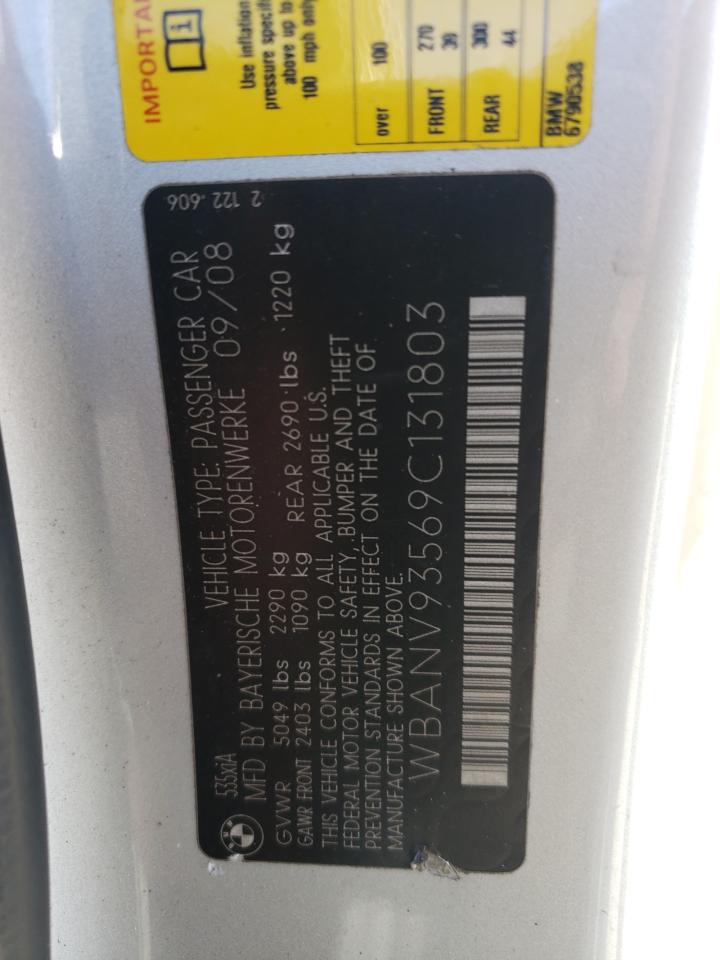 IMPORTA
Use inflation
pressure specifi
above up to
100 mph only
over 100
FRONT 270 39
REAR 300 44
BMW
6790538
2 122 606
535xiA VEHICLE TYPE: PASSENGER CAR
BMW MFD BY BAYERISCHE MOTORENWERKE 09/08
GVWR 5049 lbs 2290 kg
GAWR FRONT 2403 lbs 1090 kg REAR 2690 lbs 1220 kg
THIS VEHICLE CONFORMS TO ALL APPLICABLE U.S.
FEDERAL MOTOR VEHICLE SAFETY, BUMPER AND THEFT
PREVENTION STANDARDS IN EFFECT ON THE DATE OF
MANUFACTURE SHOWN ABOVE.
WBANV93569C131803